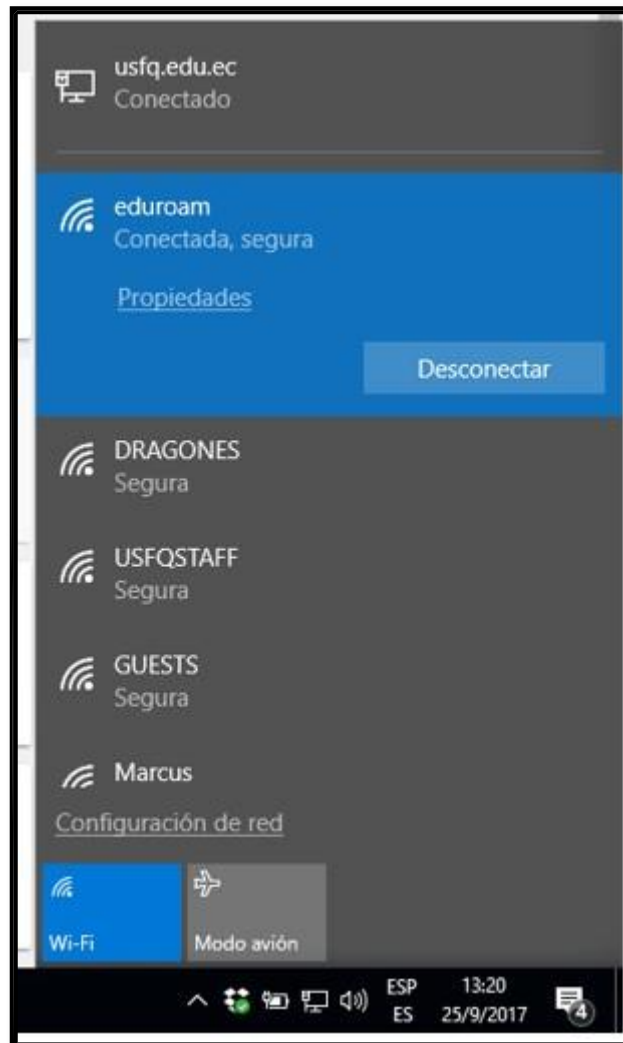 usfq.edu.ec
Conectado
eduroam
Conectada, segura
Propiedades
Desconectar
DRAGONES
Segura
USFQSTAFF
Segura
GUESTS
Segura
Marcus
Configuración de red
Wi-Fi
Modo avión
ESP
ES
13:20
25/9/2017
4